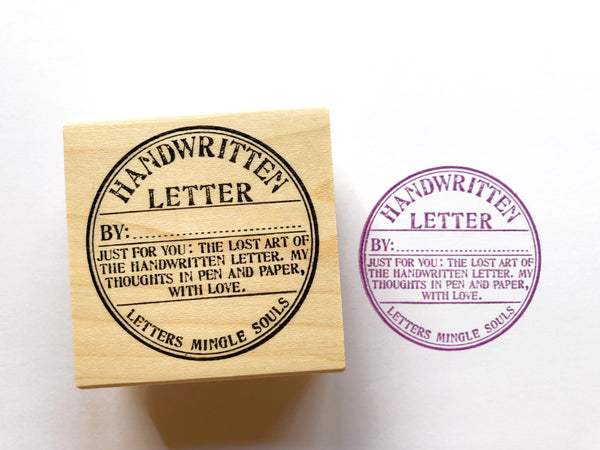 HANDWRITTEN
LETTER
BY:
JUST FOR YOU: THE LOST ART OF
THE HANDWRITTEN LETTER. MY
THOUGHTS IN PEN AND PAPER,
WITH LOVE.
LETTERS MINGLE SOULS
HANDWRITTEN
LETTER
BY:
JUST FOR YOU: THE LOST ART OF
THE HANDWRITTEN LETTER. MY
THOUGHTS IN PEN AND PAPER,
WITH LOVE.
LETTERS MINGLE SOULS